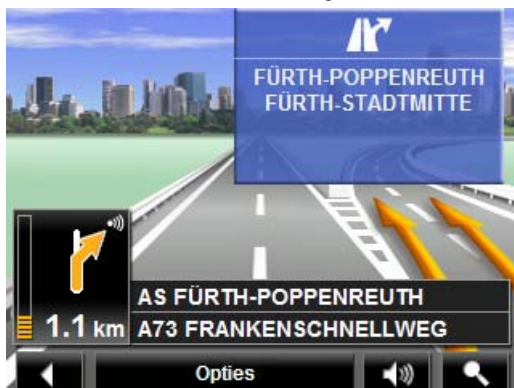 FÜRTH-POPPENREUTH
FÜRTH-STADTMITTE
AS FÜRTH-POPPENREUTH
1.1 km
A73 FRANKENSCHNELLWEG
Opties